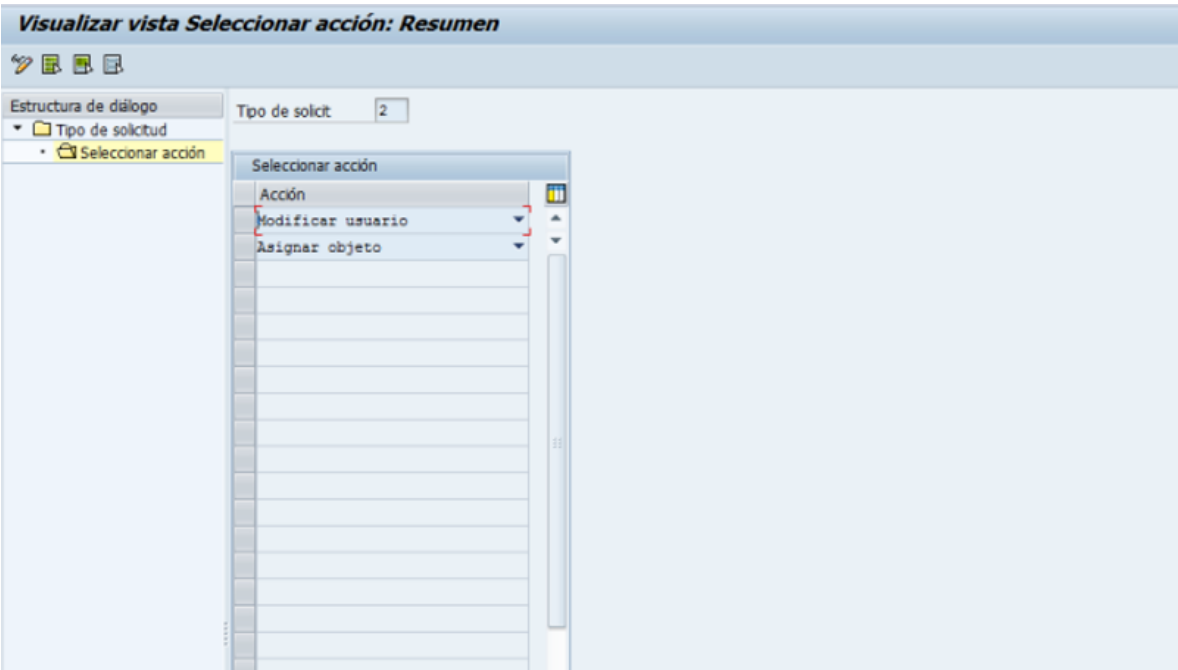 Visualizar vista Seleccionar acción: Resumen
Estructura de diálogo
Tipo de solicitud
Seleccionar acción
Tipo de solicit
2
Seleccionar acción
Acción
Modificar usuario
Asignar objeto